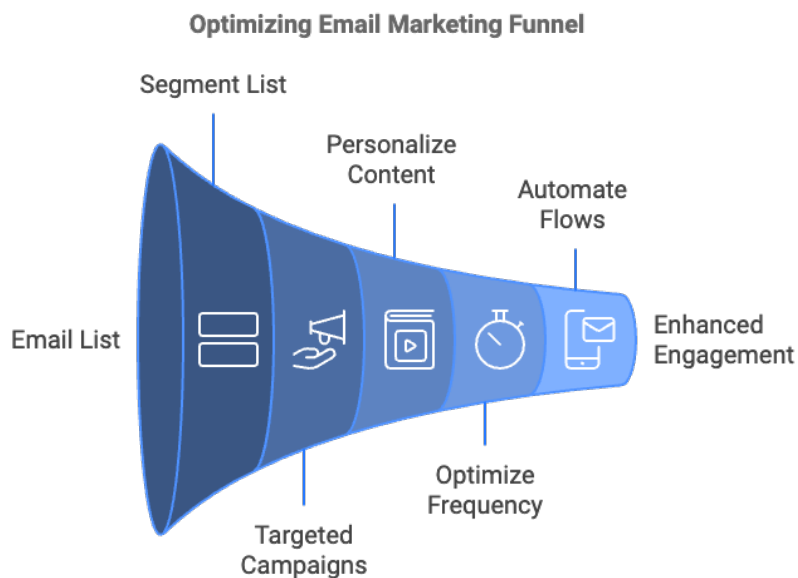 Optimizing Email Marketing Funnel
Segment List
Personalize
Content
Automate
Flows
Email List
Enhanced
Engagement
Optimize
Frequency
Targeted
Campaigns